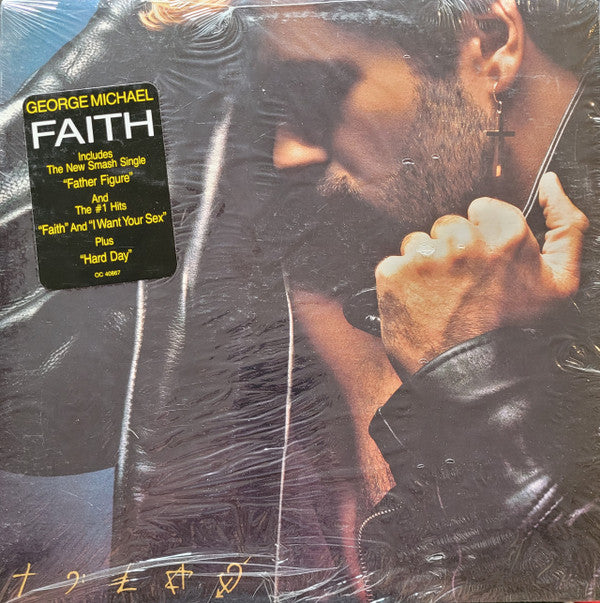 GEORGE MICHAEL
FAITH
Includes
The New Smash Single
"Father Figure"
And
The #1 Hits
"Faith" And "I Want Your Sex"
Plus
"Hard Day"
OC 40867